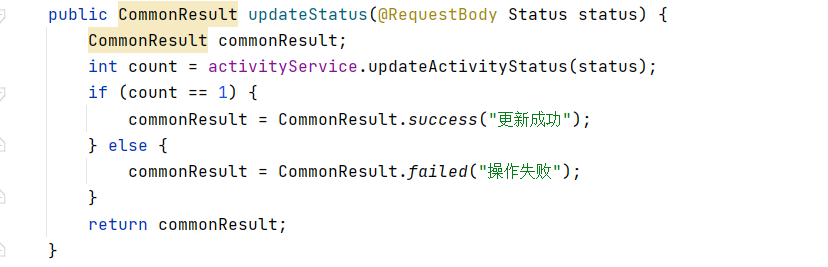 public CommonResult updateStatus(@RequestBody Status status) {
CommonResult commonResult;
int count = activityService.updateActivityStatus(status);
if (count == 1) {
commonResult = CommonResult.success("更新成功");
} else {
commonResult = CommonResult.failed("操作失败");
}
return commonResult;
}